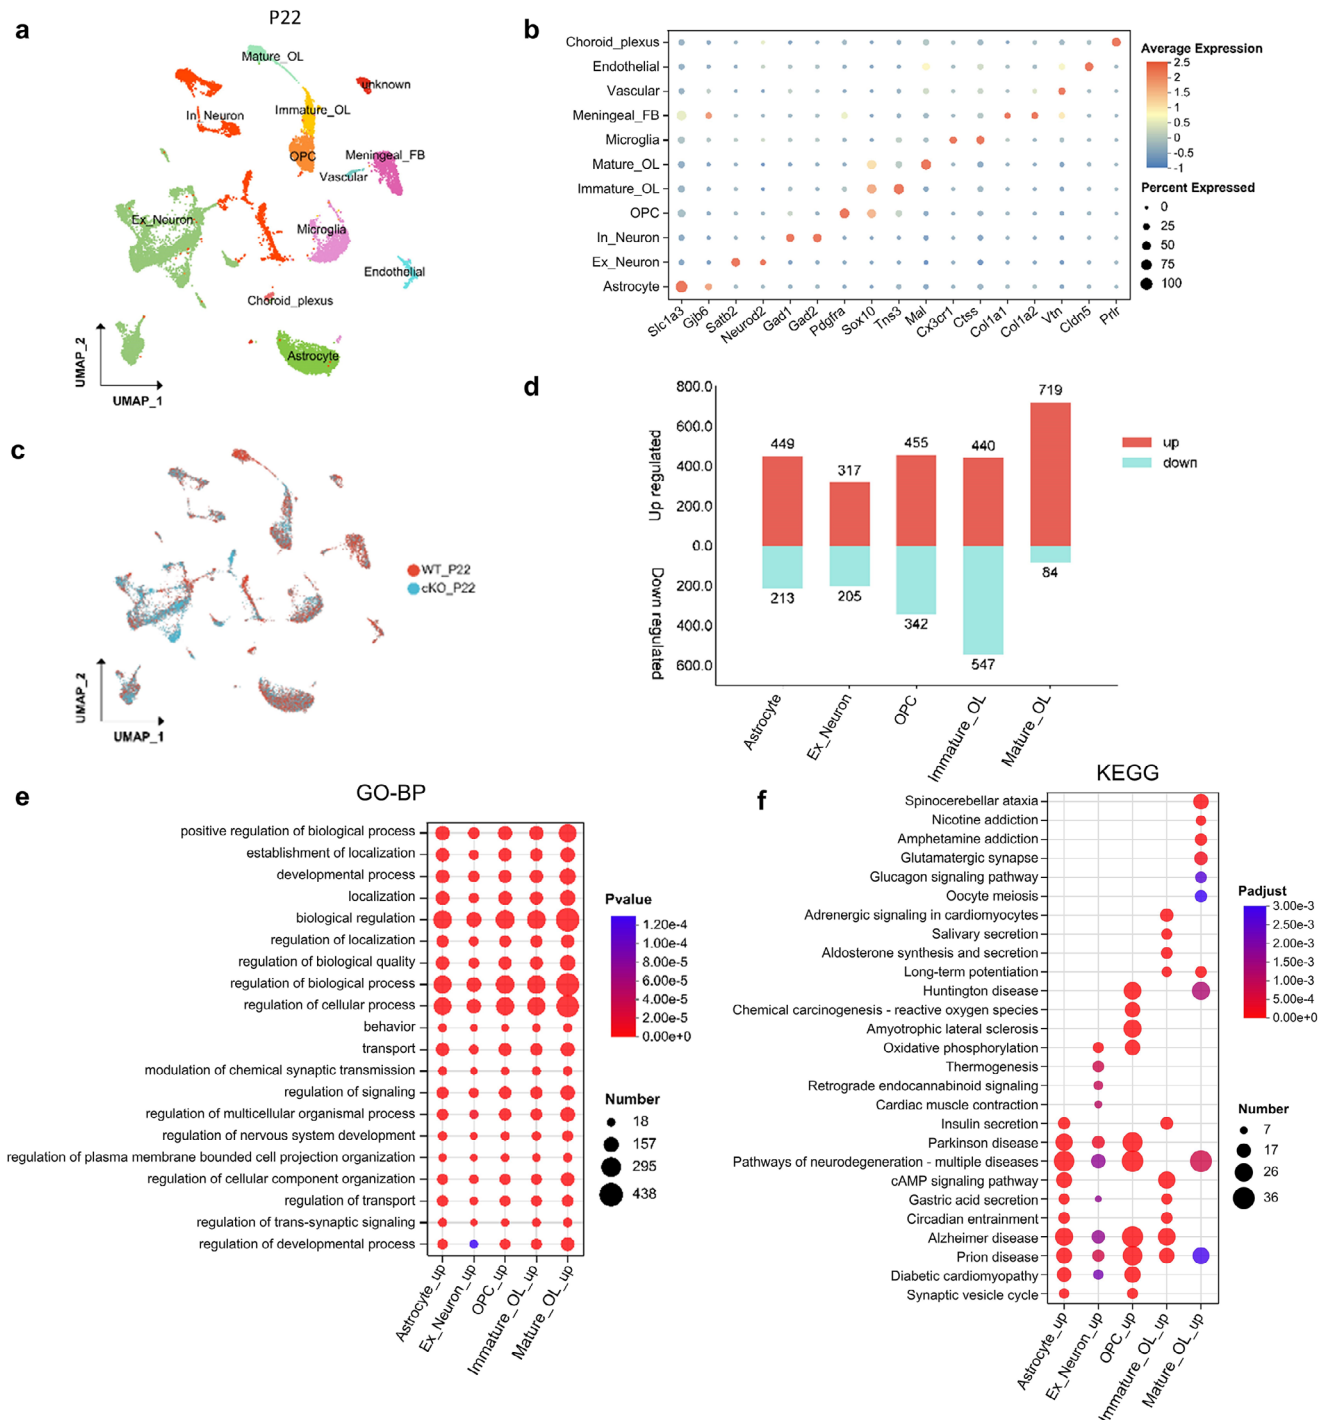 a
P22
Mature_OL
unknown
In_Neuron
Immature_OL
OPC
Meningeal_FB
Vascular
Ex_Neuron
Microglia
Endothelial
Choroid_plexus
Astrocyte
UMAP_2
UMAP_1
b
Choroid_plexus
Endothelial
Vascular
Meningeal_FB
Microglia
Mature_OL
Immature_OL
OPC
In_Neuron
Ex_Neuron
Astrocyte
Slc1a3
Gjb6
Satb2
Neurod2
Gad1
Gad2
Pdgfra
Sox10
Tns3
Mal
Cx3cr1
Ctss
Col1a1
Col1a2
Vtn
Cldn5
Prlr
Average Expression
2.5
2
1.5
1
0.5
0
-0.5
-1
Percent Expressed
0
25
50
75
100
c
WT_P22
cKO_P22
UMAP_2
UMAP_1
d
Up regulated
Down regulated
800.0
600.0
400.0
200.0
0.0
200.0
400.0
600.0
449
317
455
440
719
213
205
342
547
84
up
down
Astrocyte
Ex_Neuron
OPC
Immature_OL
Mature_OL
e
GO-BP
positive regulation of biological process
establishment of localization
developmental process
localization
biological regulation
regulation of localization
regulation of biological quality
regulation of biological process
regulation of cellular process
behavior
transport
modulation of chemical synaptic transmission
regulation of signaling
regulation of multicellular organismal process
regulation of nervous system development
regulation of plasma membrane bounded cell projection organization
regulation of cellular component organization
regulation of transport
regulation of trans-synaptic signaling
regulation of developmental process
Astrocyte_up
Ex_Neuron_up
OPC_up
Immature_OL_up
Mature_OL_up
Pvalue
1.20e-4
1.00e-4
8.00e-5
6.00e-5
4.00e-5
2.00e-5
0.00e+0
Number
18
157
295
438
f
KEGG
Spinocerebellar ataxia
Nicotine addiction
Amphetamine addiction
Glutamatergic synapse
Glucagon signaling pathway
Oocyte meiosis
Adrenergic signaling in cardiomyocytes
Salivary secretion
Aldosterone synthesis and secretion
Long-term potentiation
Huntington disease
Chemical carcinogenesis - reactive oxygen species
Amyotrophic lateral sclerosis
Oxidative phosphorylation
Thermogenesis
Retrograde endocannabinoid signaling
Cardiac muscle contraction
Insulin secretion
Parkinson disease
Pathways of neurodegeneration - multiple diseases
cAMP signaling pathway
Gastric acid secretion
Circadian entrainment
Alzheimer disease
Prion disease
Diabetic cardiomyopathy
Synaptic vesicle cycle
Astrocyte_up
Ex_Neuron_up
OPC_up
Immature_OL_up
Mature_OL_up
Padjust
3.00e-3
2.50e-3
2.00e-3
1.50e-3
1.00e-3
5.00e-4
0.00e+0
Number
7
17
26
36